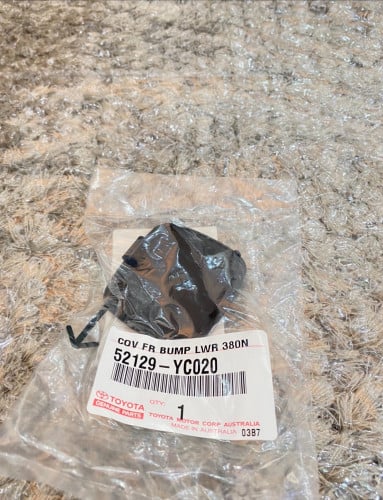 COV FR BUMP LWR 380N
52129-YC020
TOYOTA
GENUINE PARTS
QTY:
1
TOYOTA MOTOR CORP AUSTRALIA
MADE IN AUSTRALIA 03B7